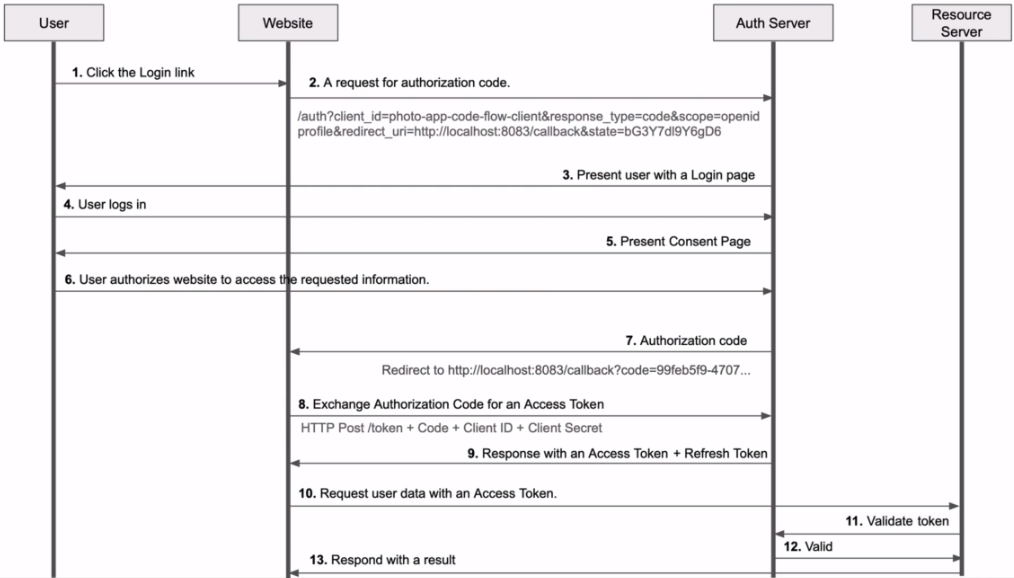 User
Website
Auth Server
Resource
Server
1. Click the Login link
2. A request for authorization code.
/auth?client_id=photo-app-code-flow-client&response_type=code&scope=openid
profile&redirect_uri=http://localhost:8083/callback&state=bG3Y7dl9Y6gD6
3. Present user with a Login page
4. User logs in
5. Present Consent Page
6. User authorizes website to access the requested information.
7. Authorization code
Redirect to http://localhost:8083/callback?code=99feb5f9-4707...
8. Exchange Authorization Code for an Access Token
HTTP Post /token + Code + Client ID + Client Secret
9. Response with an Access Token + Refresh Token
10. Request user data with an Access Token.
11. Validate token
12. Valid
13. Respond with a result